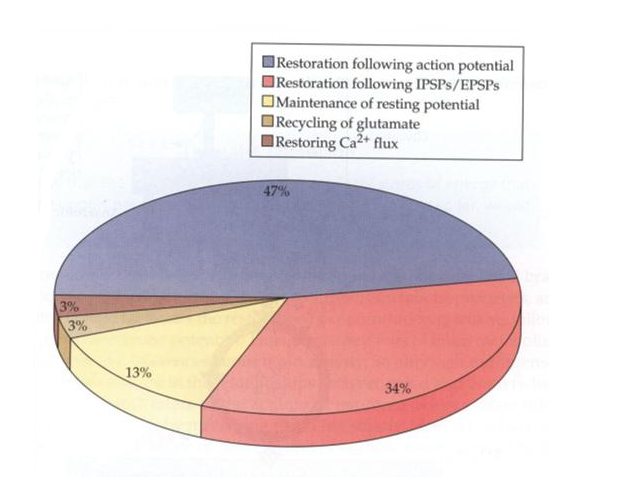 Restoration following action potential
Restoration following IPSPs/EPSPs
Maintenance of resting potential
Recycling of glutamate
Restoring Ca²⁺ flux
47%
3%
3%
13%
34%